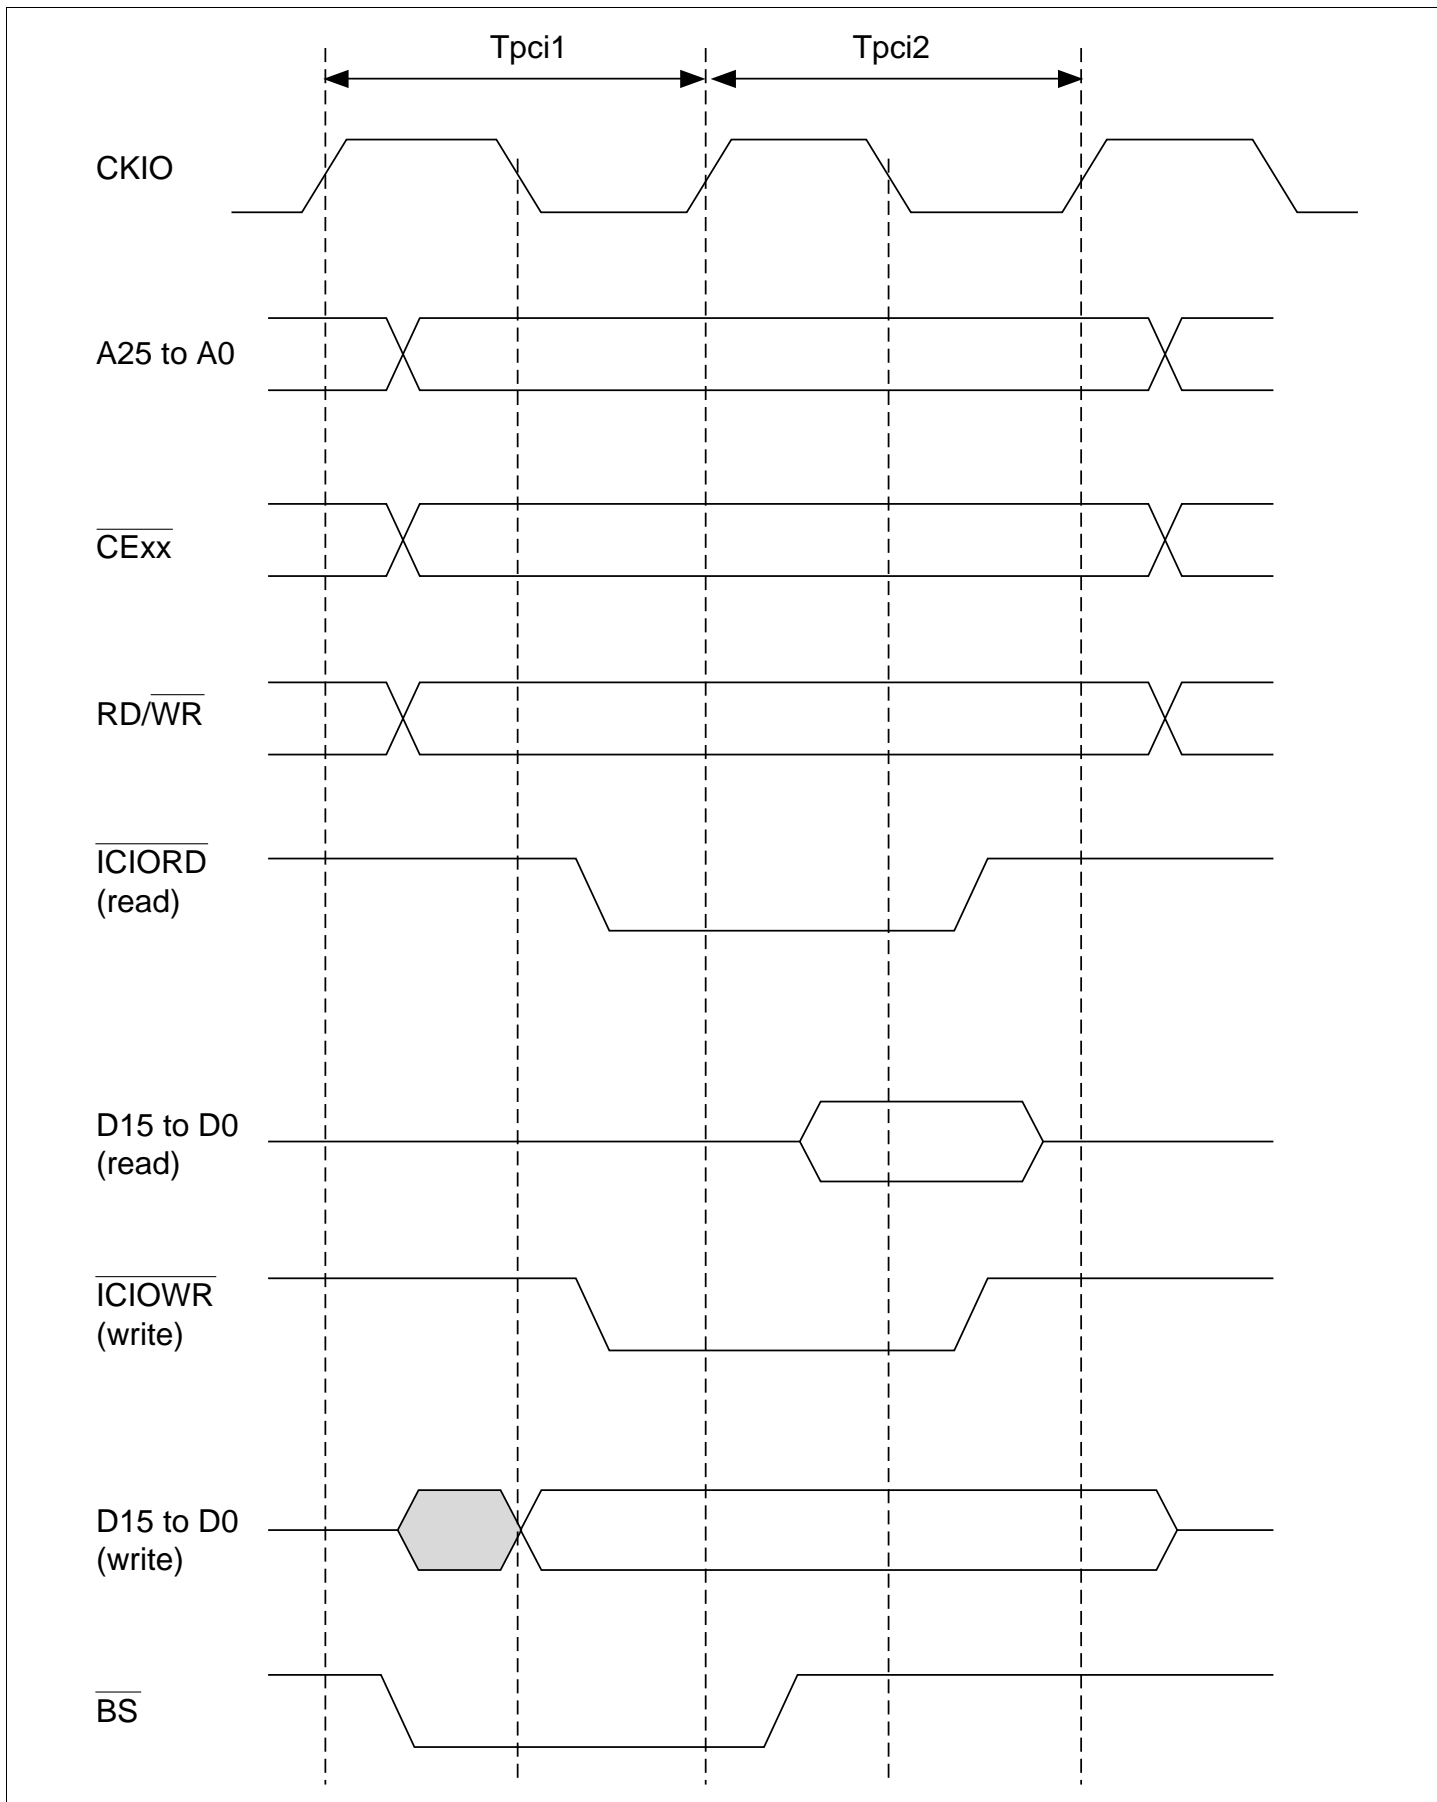 Tpci1 Tpci2
CKIO
A25 to A0
CExx
RD/WR
ICIORD
(read)
D15 to D0
(read)
ICIOWR
(write)
D15 to D0
(write)
BS